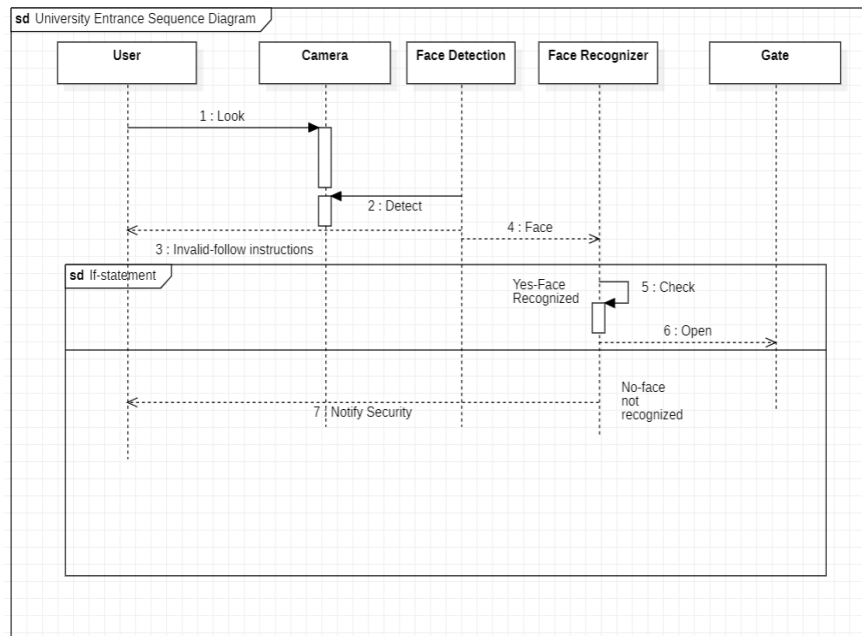 sd University Entrance Sequence Diagram
User
Camera
Face Detection
Face Recognizer
Gate
1 : Look
2 : Detect
3 : Invalid-follow instructions
4 : Face
sd If-statement
Yes-Face
Recognized
5 : Check
6 : Open
No-face
not
recognized
7 : Notify Security